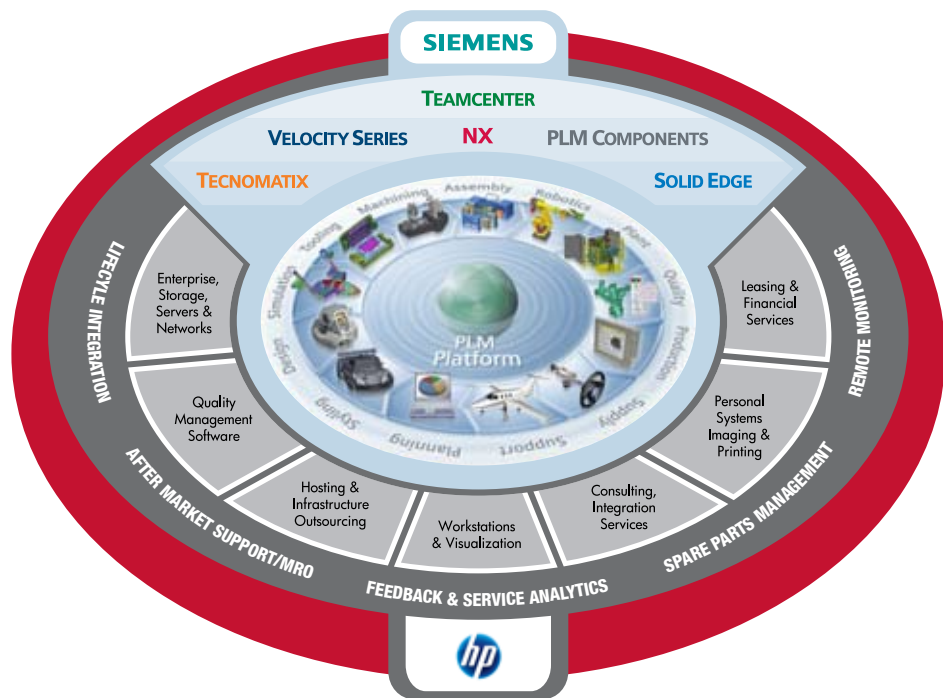 SIEMENS
TEAMCENTER
VELOCITY SERIES
NX
PLM COMPONENTS
TECNOMATIX
SOLID EDGE
Simulation
Tooling
Machining
Assembly
Robotics
Plant
Quality
Production
Supply
Support
Planning
Styling
Design
PLM
Platform
Enterprise,
Storage,
Servers &
Networks
Quality
Management
Software
Hosting &
Infrastructure
Outsourcing
Workstations
& Visualization
Consulting,
Integration
Services
Personal
Systems
Imaging &
Printing
Leasing &
Financial
Services
LIFECYLE INTEGRATION
AFTER MARKET SUPPORT/MRO
FEEDBACK & SERVICE ANALYTICS
SPARE PARTS MANAGEMENT
REMOTE MONITORING
hp